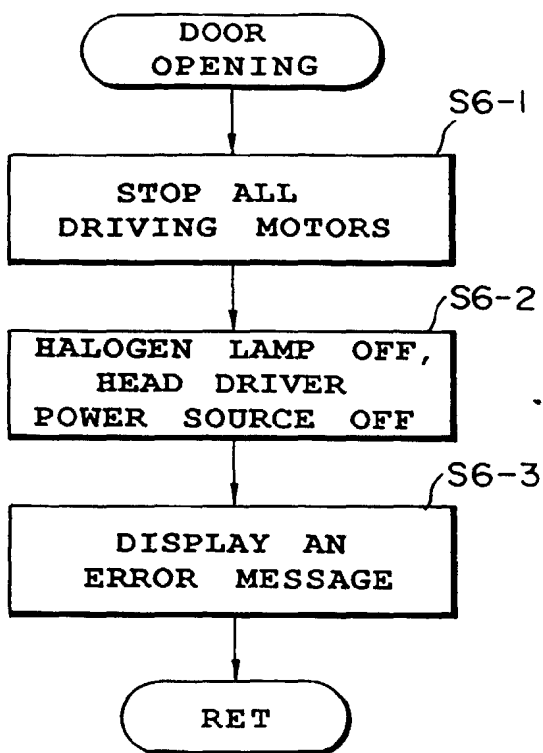 DOOR
OPENING
S6-1
STOP ALL
DRIVING MOTORS
S6-2
HALOGEN LAMP OFF,
HEAD DRIVER
POWER SOURCE OFF
S6-3
DISPLAY AN
ERROR MESSAGE
RET